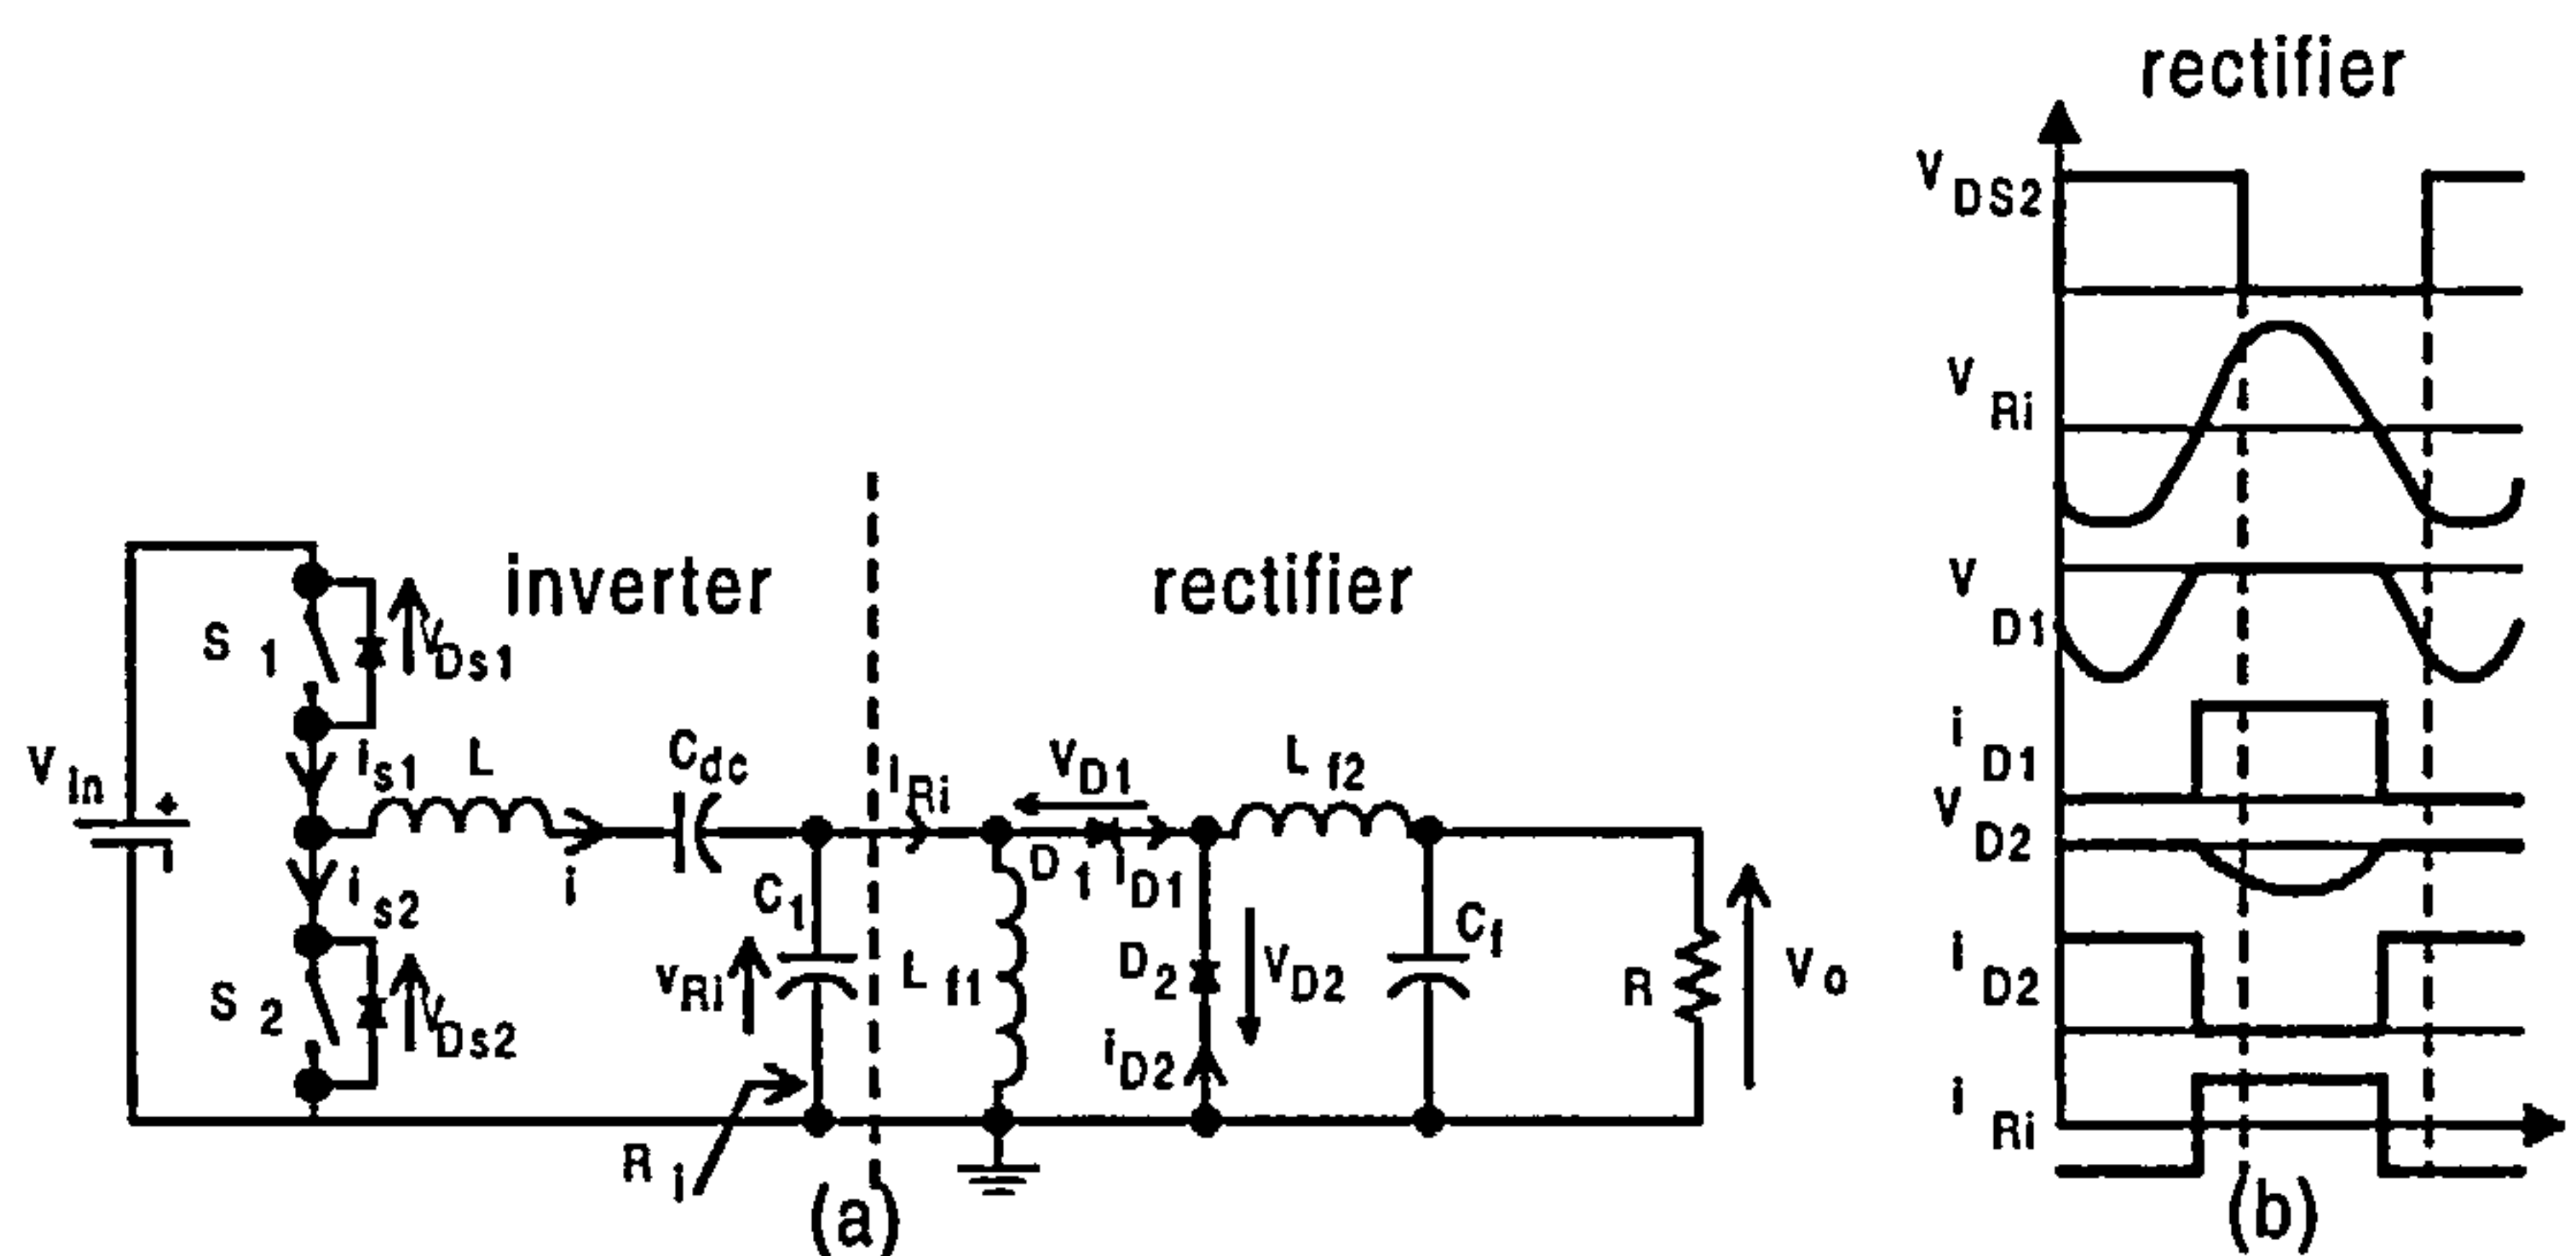 rectifier
V DS2
V Ri
V D1
i D1
V D2
i D2
i Ri
(b)
inverter
rectifier
S 1
V Ds1
i s1
L
C dc
I Ri
V D1
L f2
V In
+
D 1
i D1
i
i s2
C 1
v Ri
L f1
D 2
V D2
C f
R
V o
S 2
V Ds2
i D2
R i
(a)